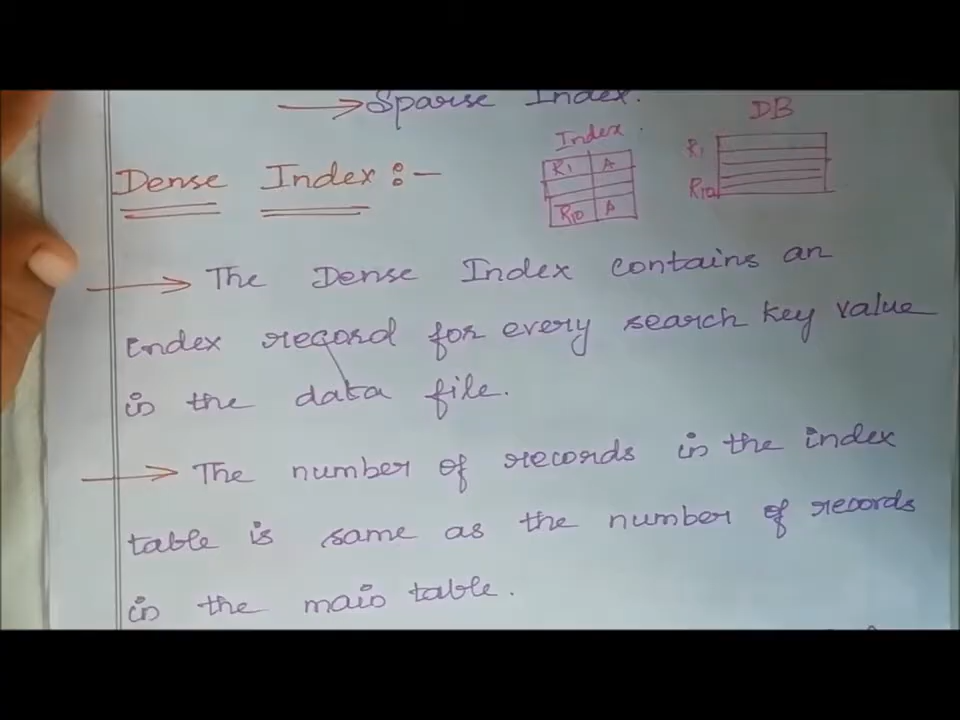 → Sparse Index.
DB
Index
R1 A
R10 A
R1
R10
Dense Index :-
→ The Dense Index contains an
index record for every search key value
in the data file.
→ The number of records in the index
table is same as the number of records
in the main table.